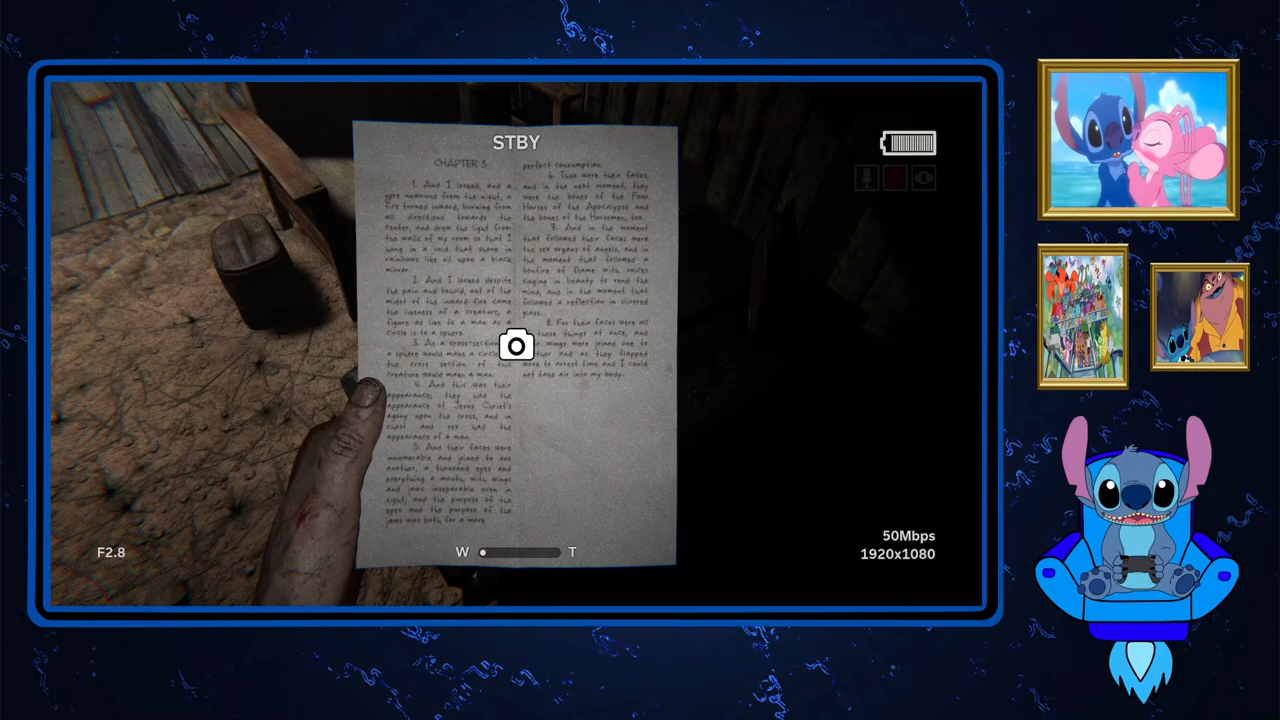 STBY
CHAPTER 5
1. And I looked, and a
gyre unwound from the night, a
fire turned inward, burning from
all directions towards the
center, and drew the light from
the walls of my room so that I
hung in a void that shone in
rainbows like oil upon a black
mirror.
2. And I looked despite
the pain and behold, out of the
midst of the inward fire came
the likeness of a creature, a
figure as like to a man as a
circle is to a sphere.
3. As a cross-section
a sphere would make a circle
the cross section of this
creature would make a man.
4. And this was their
appearance; they had the
appearance of Jesus Christ's
agony upon the cross, and in
chest and sex had the
appearance of a man.
5. And their faces were
innumerable and joined to one
another, a thousand eyes and
everything a mouth, with wings
and jaws inseparable even in
sight, and the purpose of the
eyes and the purpose of the
jaws was both for a more
perfect consumption.
6. Thus were their faces,
and in the next moment, they
were the bones of the Four
Horses of the Apocalypse and
the bones of the Horsemen, too.
7. And in the moment
that followed their faces were
the sex organs of angels, and in
the moment that followed a
bonfire of flame with voices
singing in beauty to rend the
mind, and in the moment that
followed a reflection in slivered
glass.
8. For their faces were all
these things at once, and
wings were joined one to
and as they flapped
wove to arrest time and I could
not take air into my body.
F2.8
W T
50Mbps
1920x1080